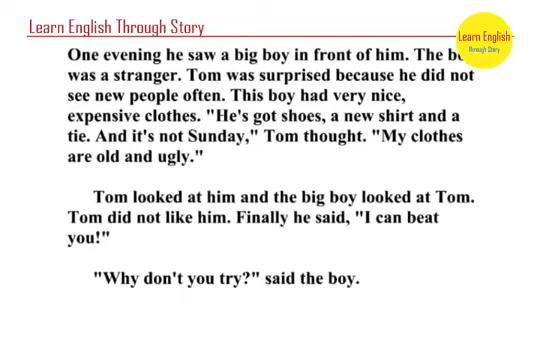 Learn English Through Story
Learn English
Through Story
One evening he saw a big boy in front of him. The
was a stranger. Tom was surprised because he did not
see new people often. This boy had very nice,
expensive clothes. "He's got shoes, a new shirt and a
tie. And it's not Sunday," Tom thought. "My clothes
are old and ugly."
Tom looked at him and the big boy looked at Tom.
Tom did not like him. Finally he said, "I can beat
you!"
"Why don't you try?" said the boy.